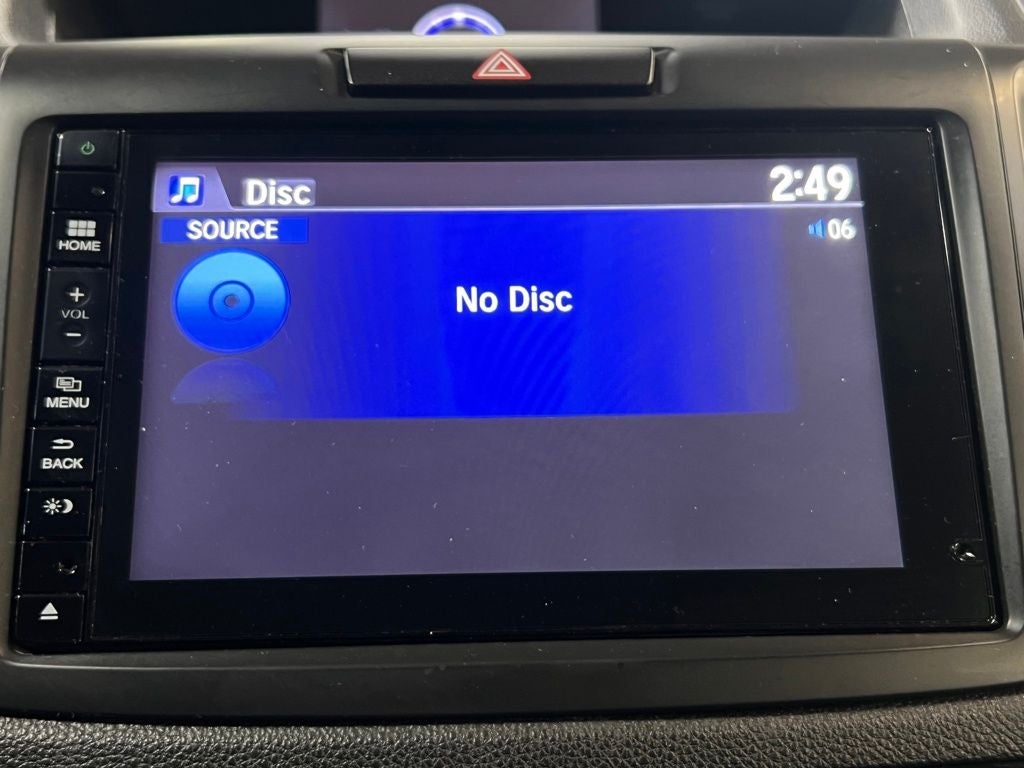 Disc
2:49
SOURCE
06
No Disc
HOME
+
VOL
−
MENU
BACK